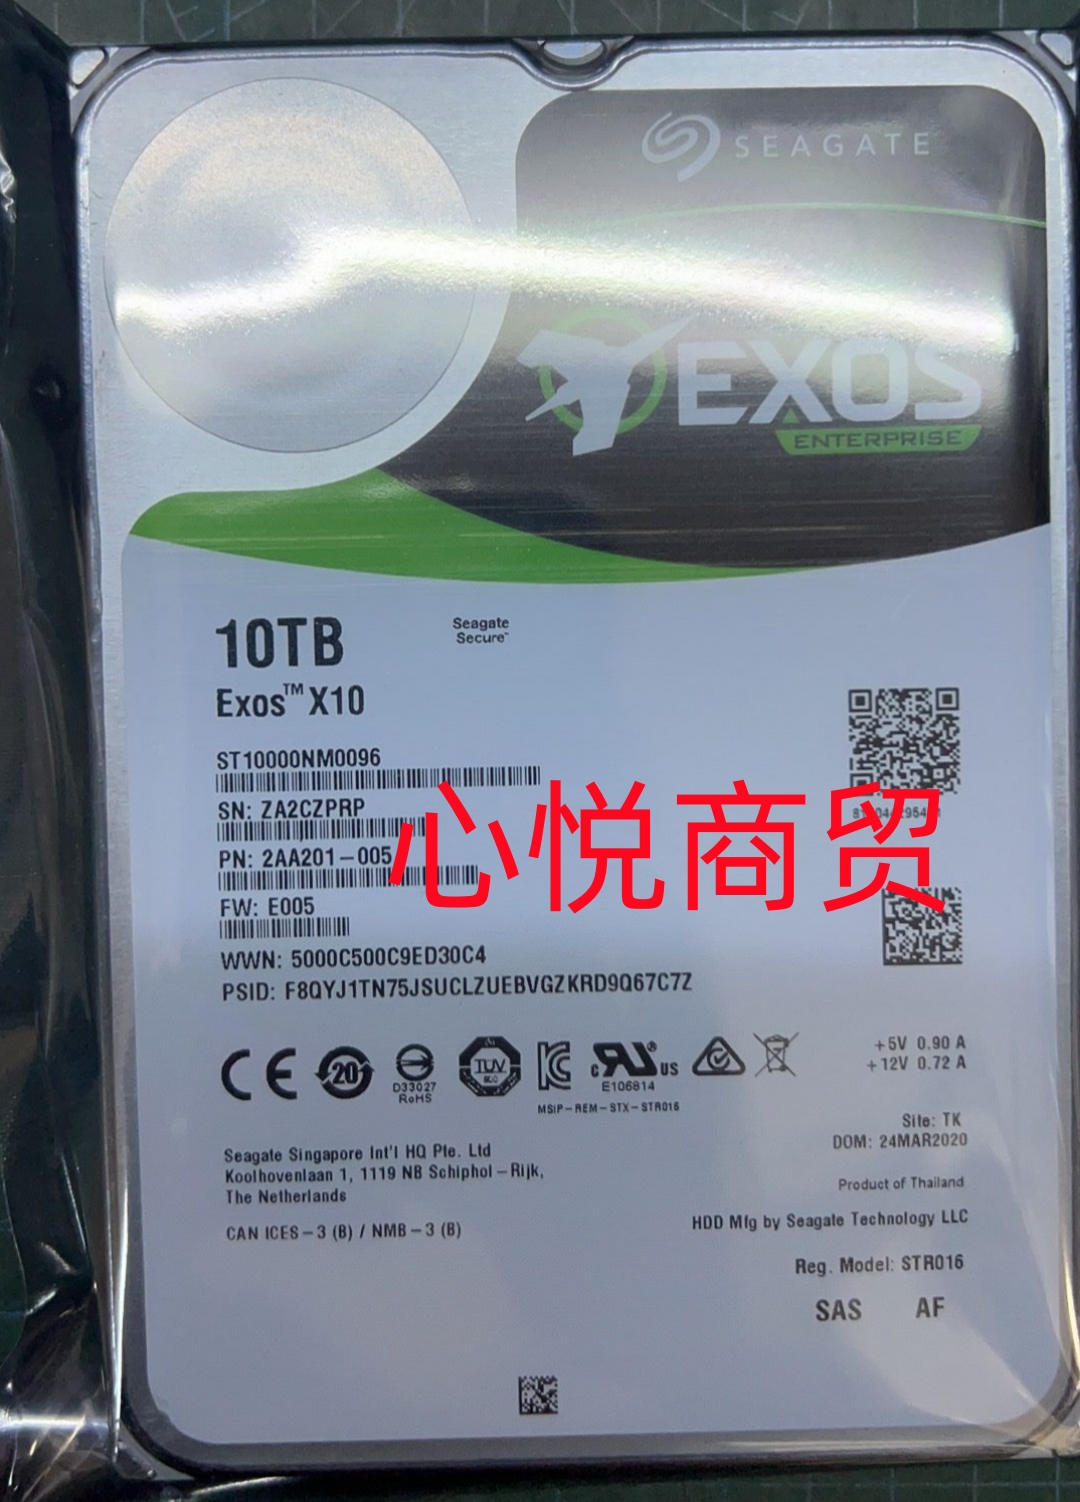 SEAGATE
EXOS
ENTERPRISE
10TB
Seagate
Secure™
Exos™ X10
ST10000NM0096
SN: ZA2CZPRP
心悦商贸
PN: 2AA201-005
FW: E005
WWN: 5000C500C9ED30C4
PSID: F8QYJ1TN75JSUCLZUEBVGZKRD9Q67C7Z
CE
20
D33027
RoHS
TUV
c RU® US
E106814
MSIP-REM-STX-STR016
+5V 0.90 A
+12V 0.72 A
Site: TK
DOM: 24MAR2020
Seagate Singapore Int'l HQ Pte. Ltd
Koolhovenlaan 1, 1119 NB Schiphol-Rijk,
The Netherlands
Product of Thailand
CAN ICES-3 (B) / NMB-3 (B)
HDD Mfg by Seagate Technology LLC
Reg. Model: STR016
SAS AF